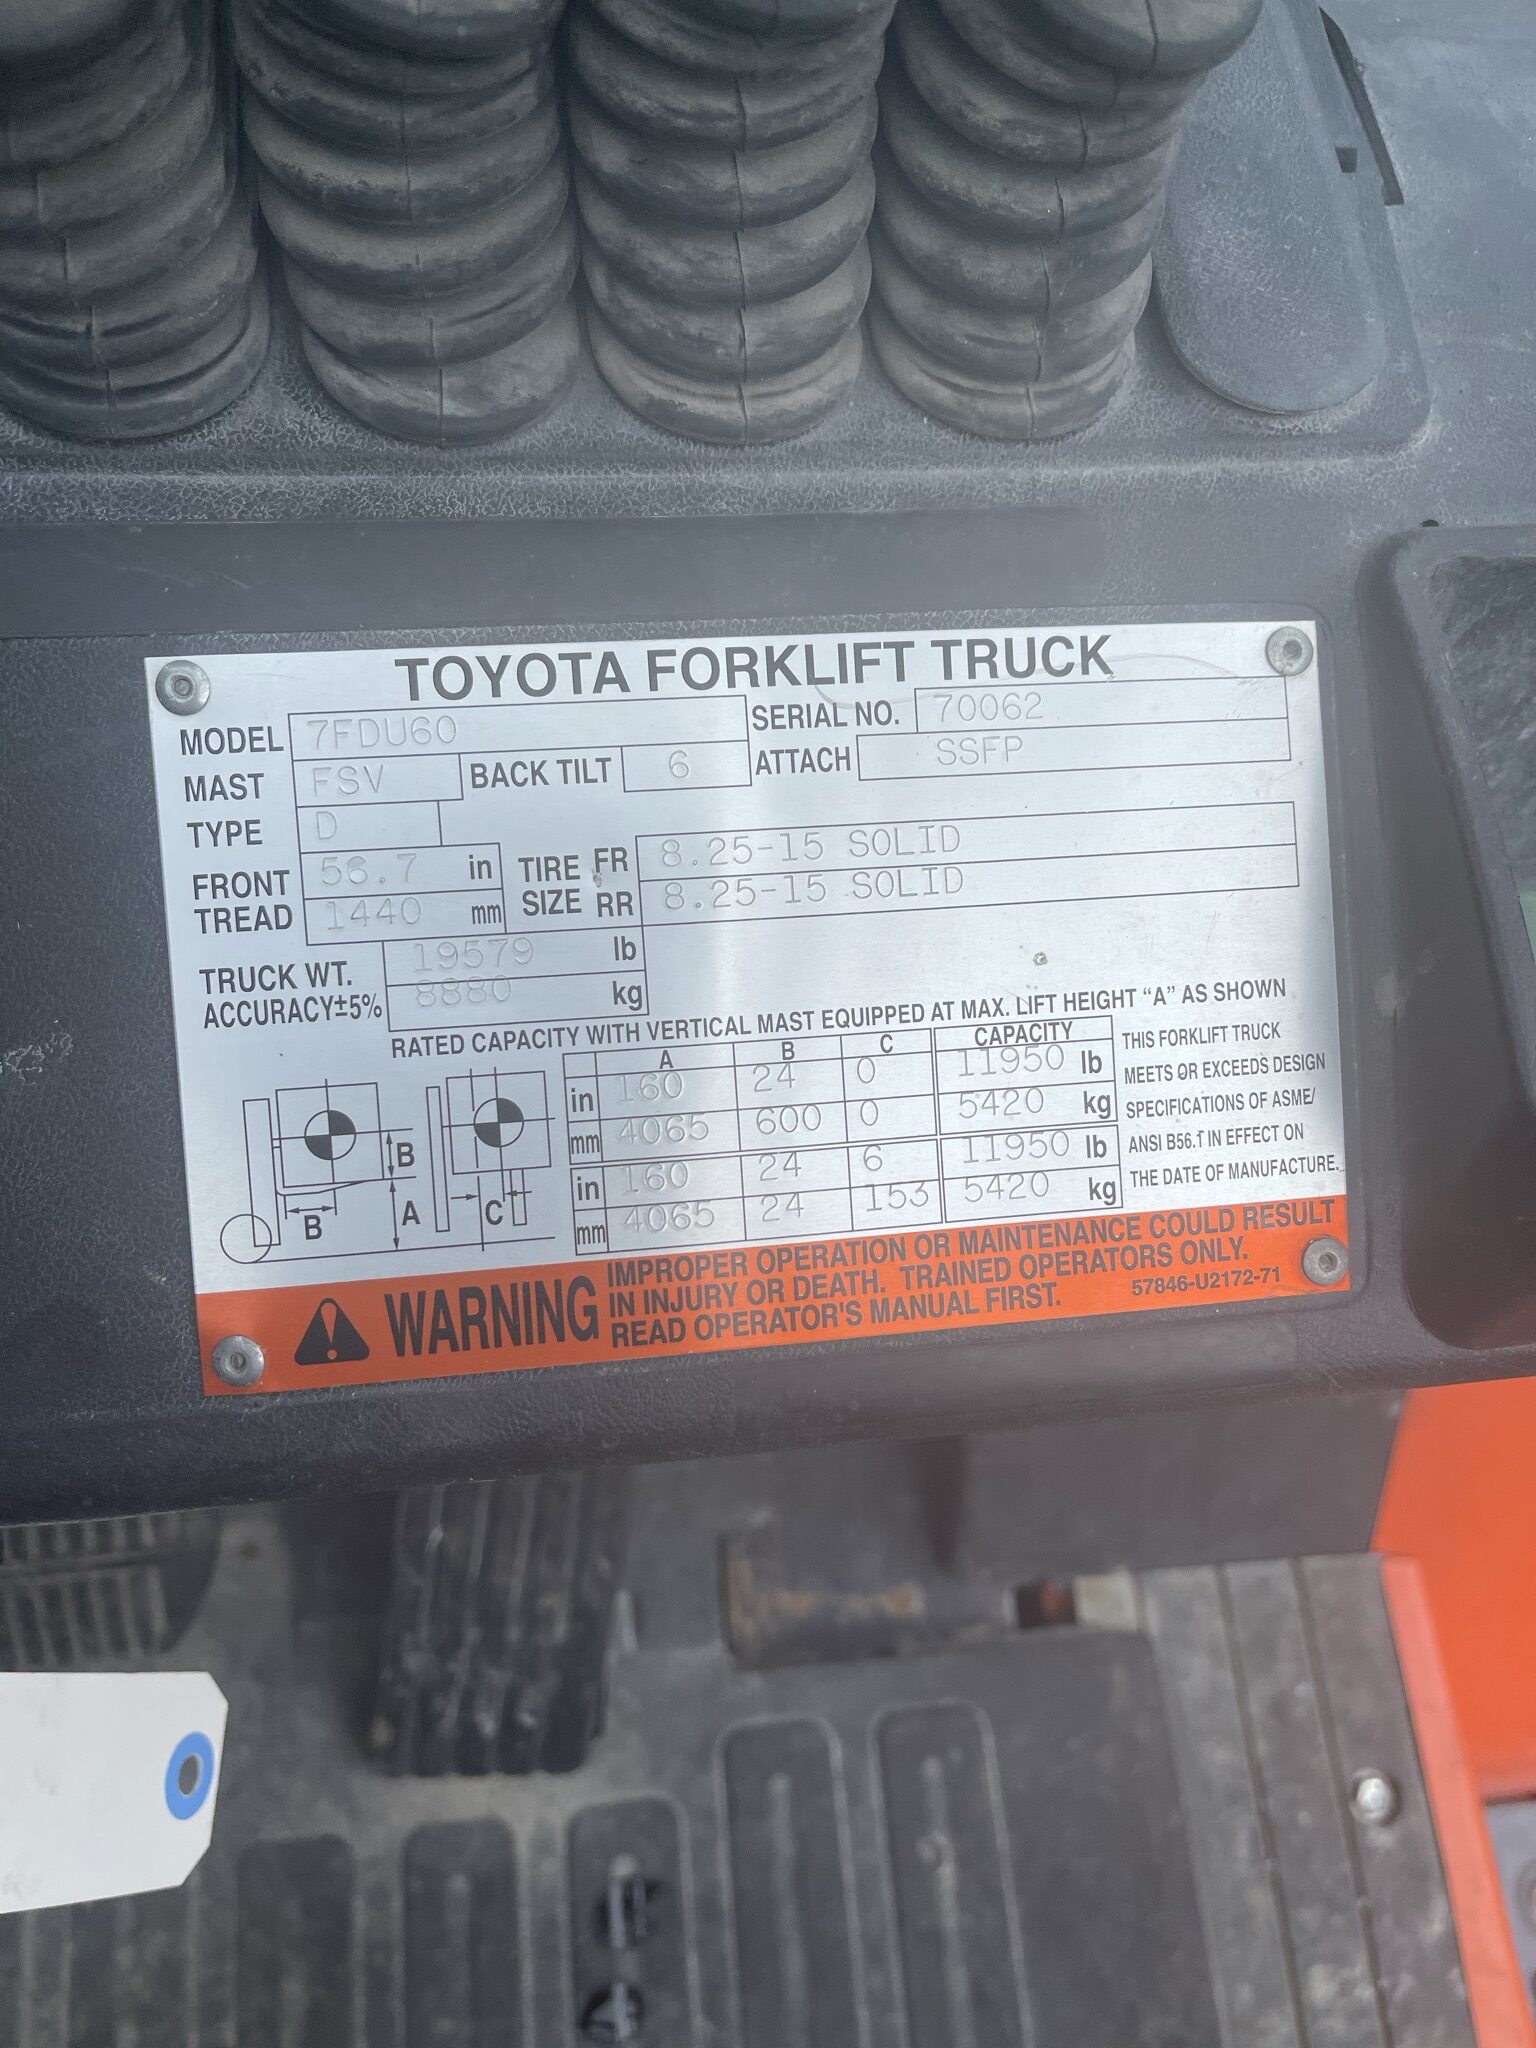 TOYOTA FORKLIFT TRUCK
MODEL 7FDU60 SERIAL NO. 70062
MAST FSV BACK TILT 6 ATTACH SSFP
TYPE D
FRONT TREAD 56.7 in TIRE SIZE FR 8.25-15 SOLID
1440 mm RR 8.25-15 SOLID
TRUCK WT. 19579 lb
ACCURACY±5% 8880 kg
RATED CAPACITY WITH VERTICAL MAST EQUIPPED AT MAX. LIFT HEIGHT “A” AS SHOWN
A B C CAPACITY
in 160 24 0 11950 lb
mm 4065 600 0 5420 kg
in 160 24 6 11950 lb
mm 4065 24 153 5420 kg
B
B
A
C
THIS FORKLIFT TRUCK
MEETS OR EXCEEDS DESIGN
SPECIFICATIONS OF ASME/
ANSI B56.1 IN EFFECT ON
THE DATE OF MANUFACTURE.
WARNING
IMPROPER OPERATION OR MAINTENANCE COULD RESULT
IN INJURY OR DEATH. TRAINED OPERATORS ONLY.
READ OPERATOR'S MANUAL FIRST.
57846-U2172-71